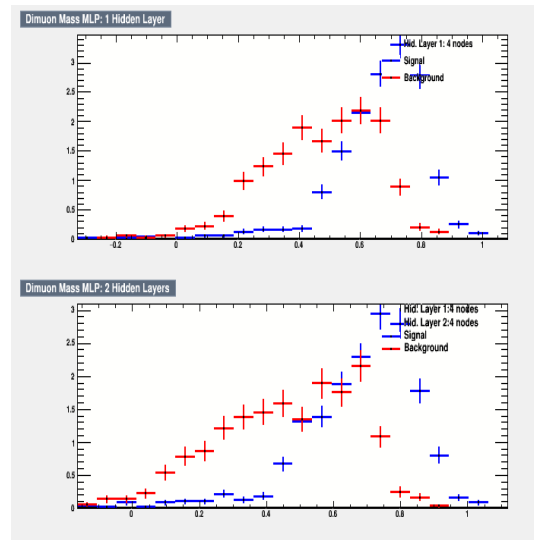 Dimuon Mass MLP: 1 Hidden Layer
Hid. Layer 1: 4 nodes
Signal
Background
3
2.5
2
1.5
1
0.5
0
-0.2 0 0.2 0.4 0.6 0.8 1
Dimuon Mass MLP: 2 Hidden Layers
Hid. Layer 1:4 nodes
Hid. Layer 2:4 nodes
Signal
Background
3
2.5
2
1.5
1
0.5
0
0 0.2 0.4 0.6 0.8 1